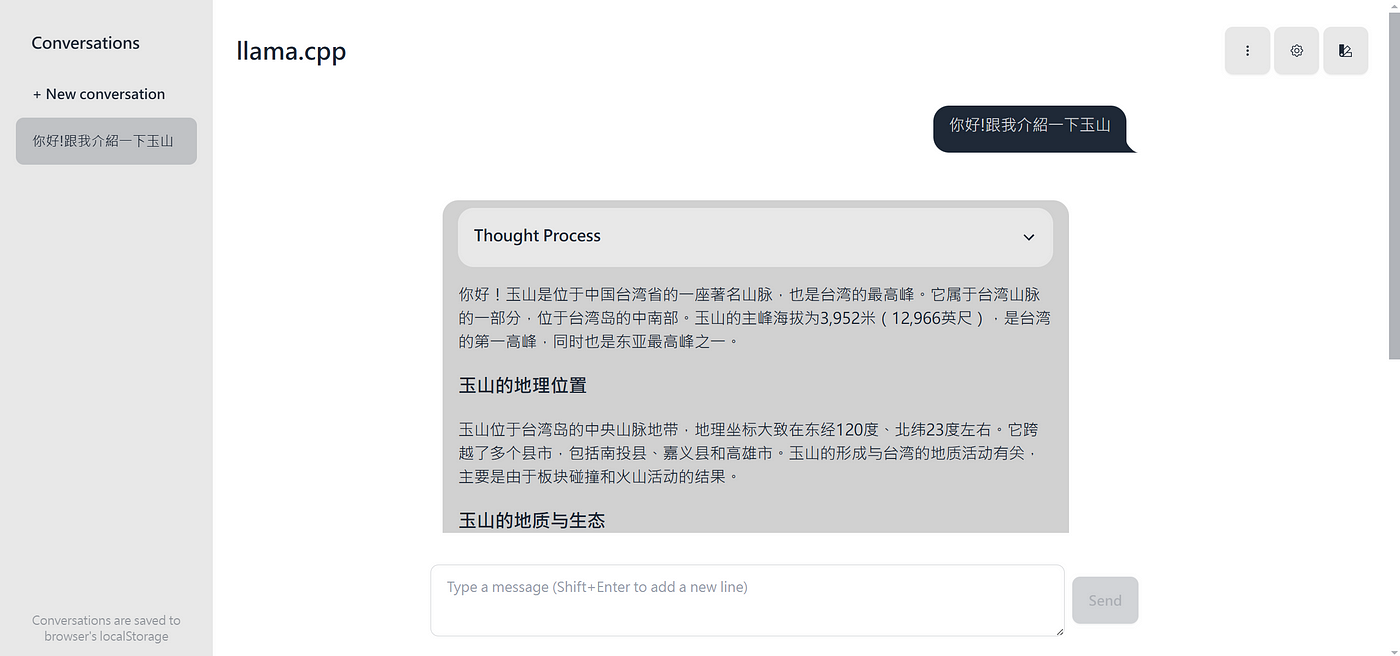 Conversations
+ New conversation
你好!跟我介紹一下玉山
Conversations are saved to
browser's localStorage
llama.cpp
你好!跟我介紹一下玉山
Thought Process
你好！玉山是位于中国台湾省的一座著名山脉，也是台湾的最高峰。它属于台湾山脉
的一部分，位于台湾岛的中南部。玉山的主峰海拔为3,952米（12,966英尺），是台湾
的第一高峰，同时也是东亚最高峰之一。
玉山的地理位置
玉山位于台湾岛的中央山脉地带，地理坐标大致在东经120度、北纬23度左右。它跨
越了多个县市，包括南投县、嘉义县和高雄市。玉山的形成与台湾的地质活动有关，
主要是由于板块碰撞和火山活动的结果。
玉山的地质与生态
Type a message (Shift+Enter to add a new line)
Send